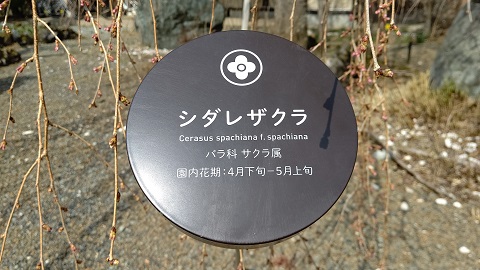 シダレザクラ
Cerasus spachiana f. spachiana
バラ科 サクラ属
園内花期:4月下旬－5月上旬